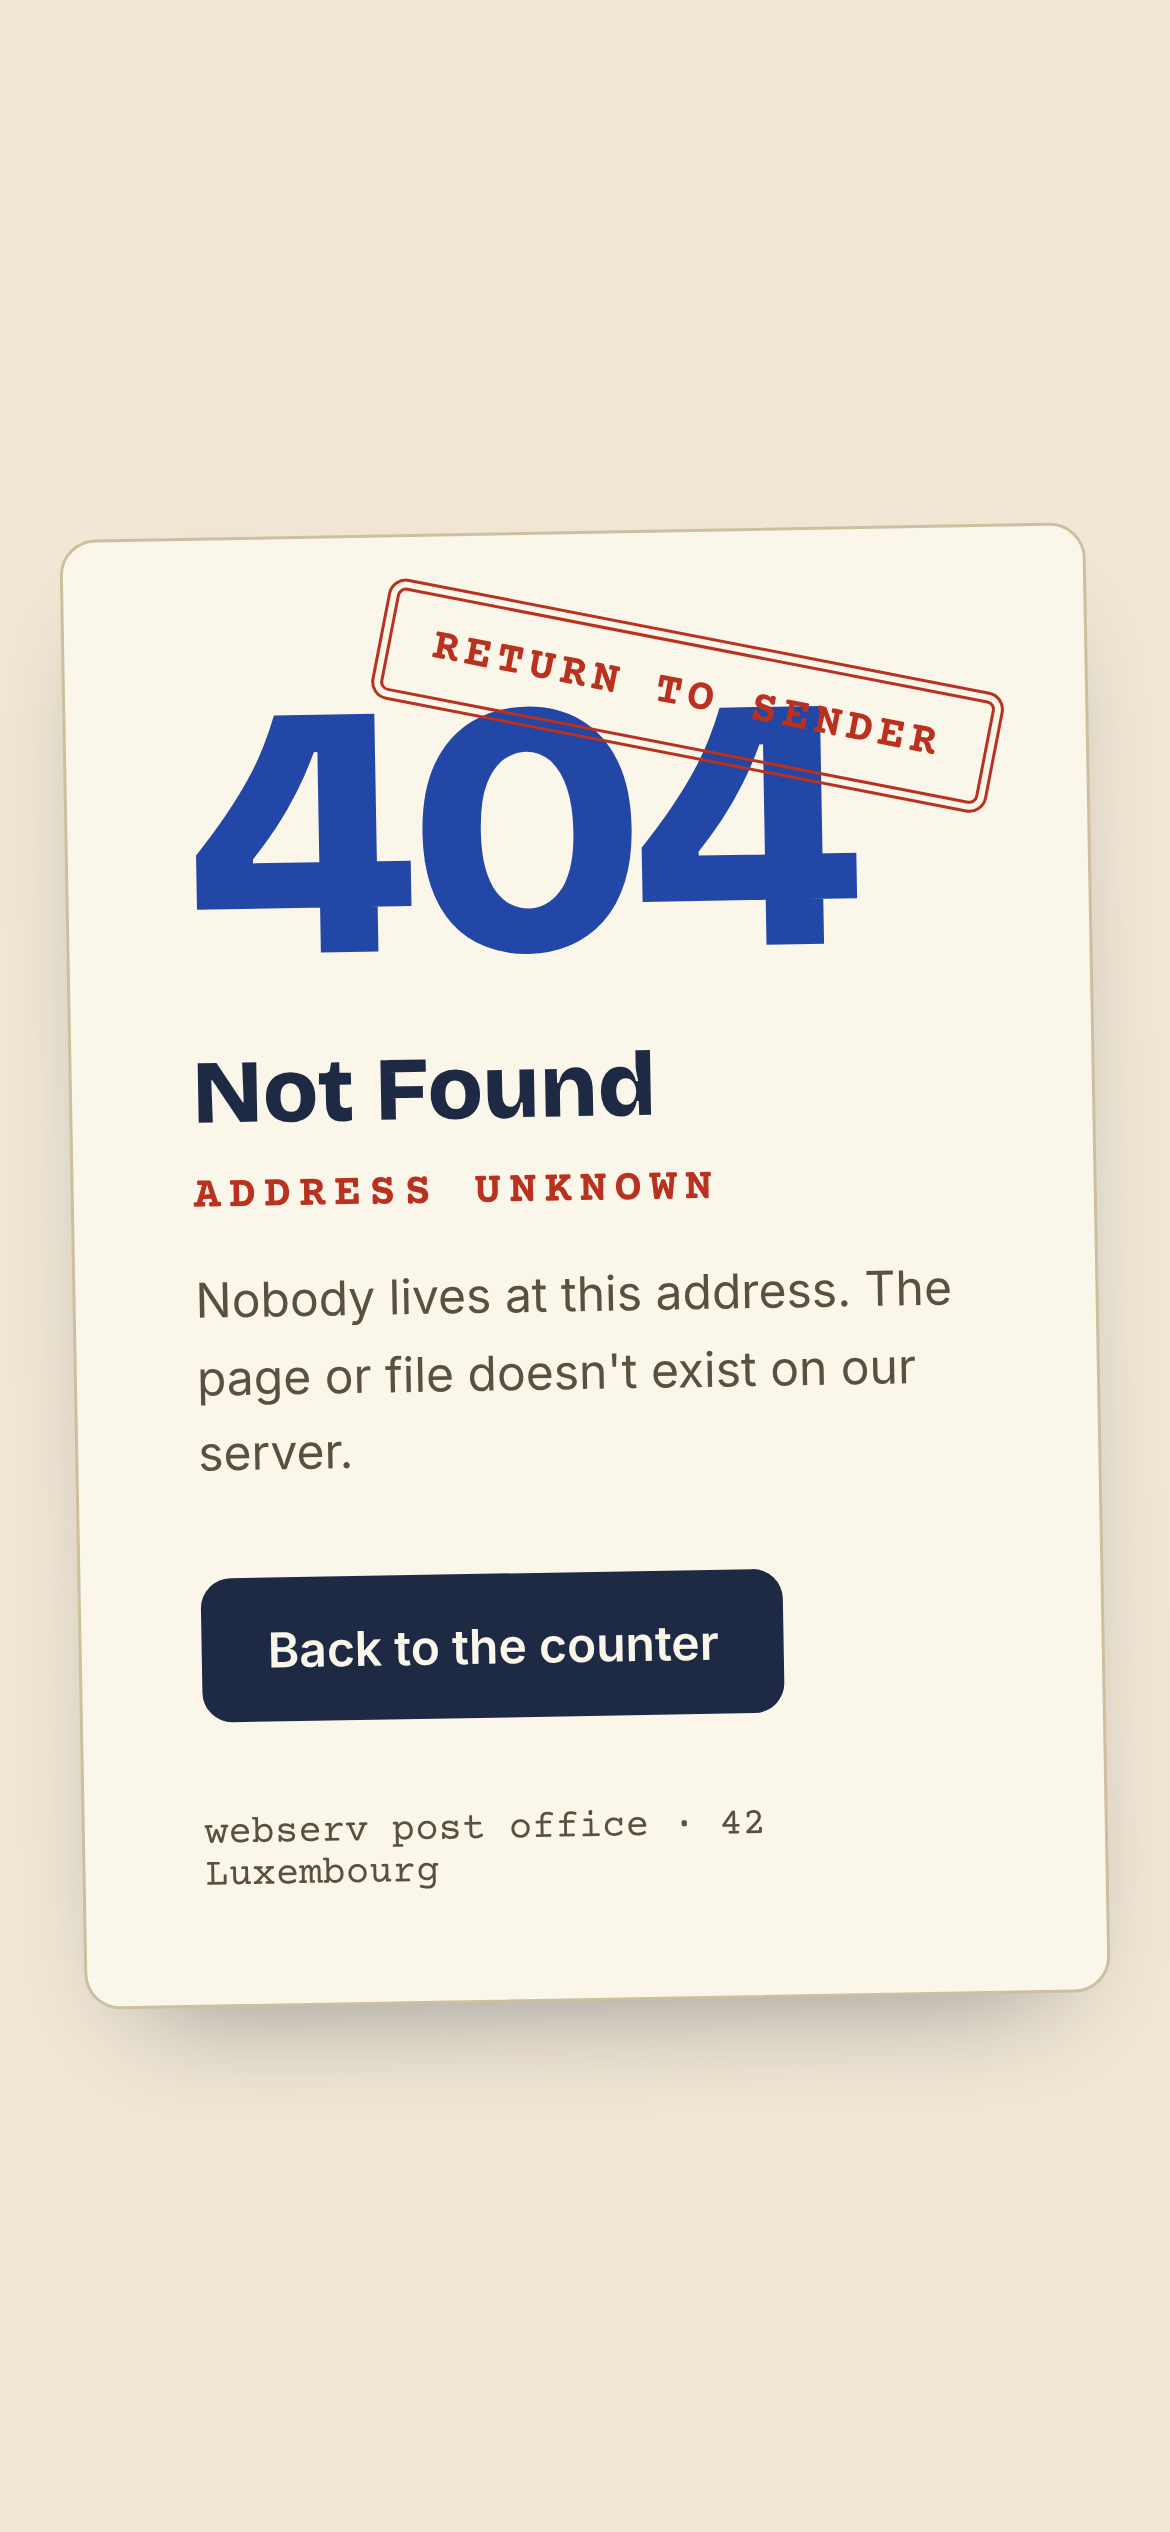 RETURN TO SENDER
404
Not Found
ADDRESS UNKNOWN
Nobody lives at this address. The
page or file doesn't exist on our
server.
Back to the counter
webserv post office · 42
Luxembourg